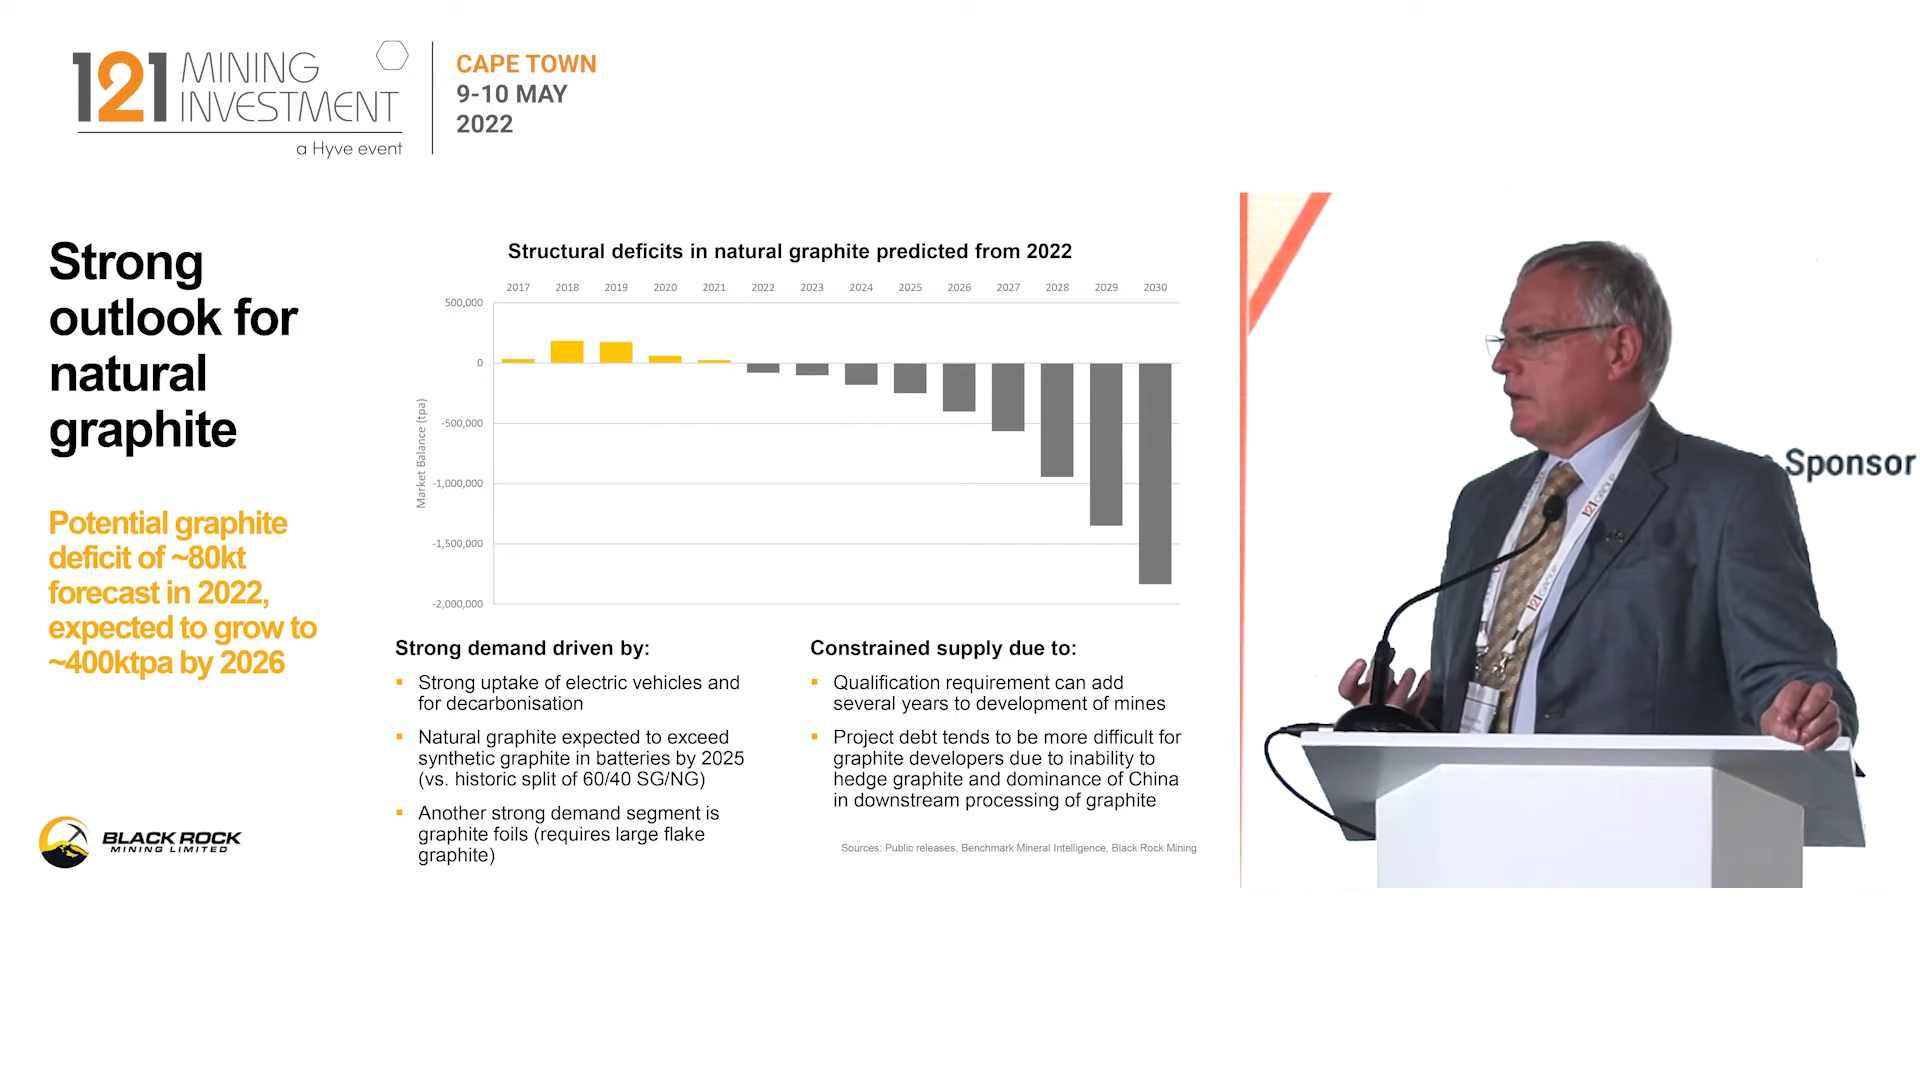 121 MINING
INVESTMENT
a Hyve event
CAPE TOWN
9-10 MAY
2022
Strong
outlook for
natural
graphite
Potential graphite
deficit of ~80kt
forecast in 2022,
expected to grow to
~400ktpa by 2026
BLACK ROCK
MINING LIMITED
Structural deficits in natural graphite predicted from 2022
2017 2018 2019 2020 2021 2022 2023 2024 2025 2026 2027 2028 2029 2030
500,000
0
-500,000
-1,000,000
-1,500,000
-2,000,000
Market Balance (tpa)
Strong demand driven by:
▪ Strong uptake of electric vehicles and
for decarbonisation
▪ Natural graphite expected to exceed
synthetic graphite in batteries by 2025
(vs. historic split of 60/40 SG/NG)
▪ Another strong demand segment is
graphite foils (requires large flake
graphite)
Constrained supply due to:
▪ Qualification requirement can add
several years to development of mines
▪ Project debt tends to be more difficult for
graphite developers due to inability to
hedge graphite and dominance of China
in downstream processing of graphite
Sources: Public releases, Benchmark Mineral Intelligence, Black Rock Mining
Sponsor
121 GROUP
121 GROUP